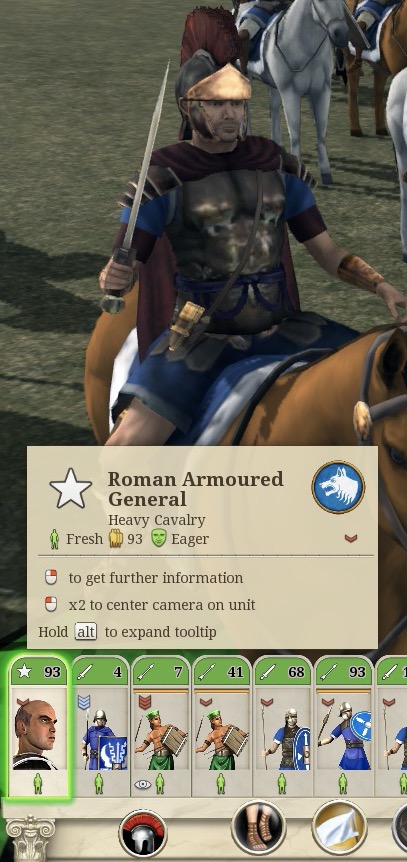 Roman Armoured
General
Heavy Cavalry
Fresh 93 Eager
to get further information
x2 to center camera on unit
Hold alt to expand tooltip
93 4 7 41 68 93